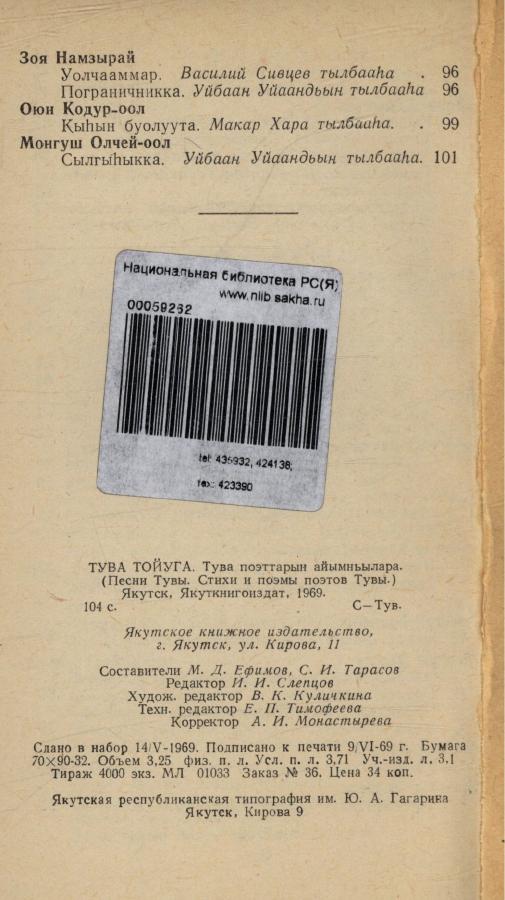 Зоя Намзырай
Уолчааммар. Василий Сивцев тылбааһа . 96
Пограничникка. Уйбаан Уйаандьын тылбааһа 96
Оюн Кодур-оол
Қыһын буолуута. Макар Хара тылбааһа. . 99
Монгуш Олчей-оол
Сылгыһыкка. Уйбаан Уйаандьын тылбааһа. 101
Национальная библиотека РС(Я)
www.nlib sakha.ru
00059262
tel: 435932, 424138;
fax: 423390
ТУВА ТОЙУГА. Тува поэттарын айымньылара.
(Песни Тувы. Стихи и поэмы поэтов Тувы.)
Якутск, Якуткнигоиздат, 1969.
104 с. С—Тув.
Якутское книжное издательство,
г. Якутск, ул. Кирова, 11
Составители М. Д. Ефимов, С. И. Тарасов
Редактор И. И. Слепцов
Худож. редактор В. К. Куличкина
Техн. редактор Е. П. Тимофеева
Корректор А. И. Монастырева
Сдано в набор 14/V-1969. Подписано к печати 9/VI-69 г. Бумага
70×90-32. Объем 3,25 физ. п. л. Усл. п. л. 3,71 Уч.-изд. л. 3.1
Тираж 4000 экз. МЛ 01033 Заказ № 36. Цена 34 коп.
Якутская республиканская типография им. Ю. А. Гагарина
Якутск, Кирова 9